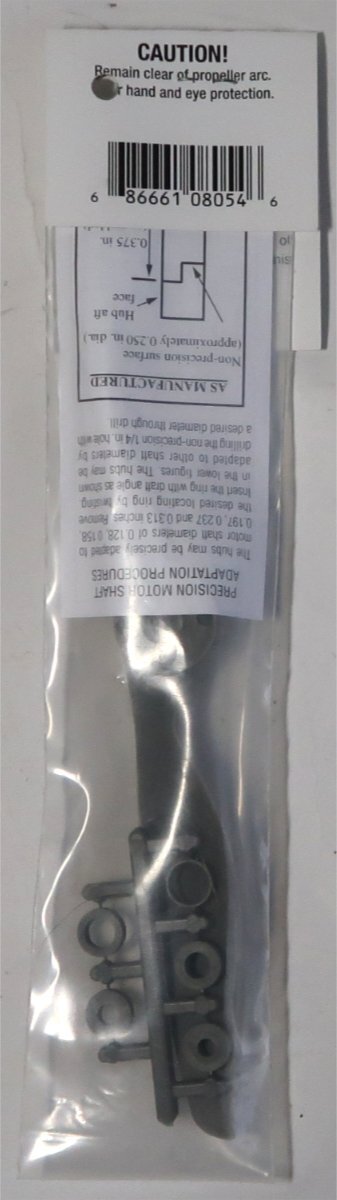 CAUTION!
Remain clear of propeller arc.
r hand and eye protection.
6 86661 08054 6
PRECISION MOTOR SHAFT
ADAPTATION PROCEDURES
The hubs may be precisely adapted to
motor shaft diameters of 0.128, 0.158,
0.197, 0.237 and 0.313 inches. Remove
the desired locating ring by twisting.
Insert the ring with draft angle as shown
in the lower figures. The hubs may be
adapted to other shaft diameters by
drilling the non-precision 1/4 in. hole with
a desired diameter through drill.
AS MANUFACTURED
Non-precision surface
(approximately 0.250 in. dia.)
Hub aft
face
0.375 in.